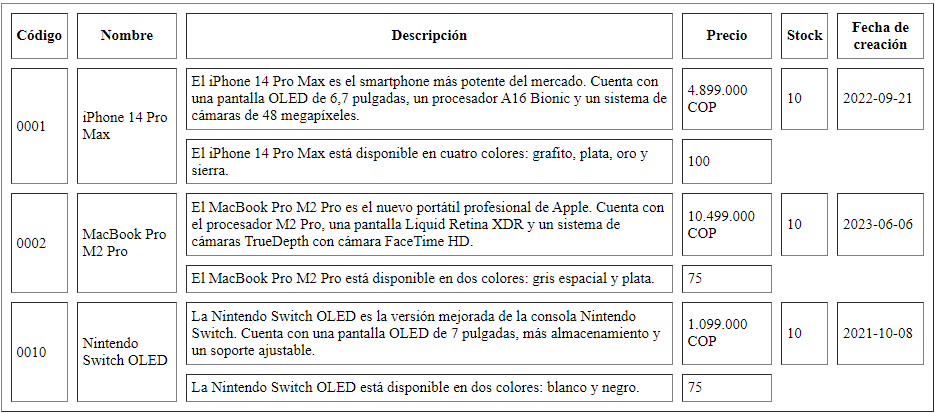 Código Nombre Descripción Precio Stock Fecha de
creación
0001
iPhone 14 Pro
Max
El iPhone 14 Pro Max es el smartphone más potente del mercado. Cuenta con
una pantalla OLED de 6,7 pulgadas, un procesador A16 Bionic y un sistema de
cámaras de 48 megapíxeles.
4.899.000
COP
10
2022-09-21
El iPhone 14 Pro Max está disponible en cuatro colores: grafito, plata, oro y
sierra.
100
0002
MacBook Pro
M2 Pro
El MacBook Pro M2 Pro es el nuevo portátil profesional de Apple. Cuenta con
el procesador M2 Pro, una pantalla Liquid Retina XDR y un sistema de
cámaras TrueDepth con cámara FaceTime HD.
10.499.000
COP
10
2023-06-06
El MacBook Pro M2 Pro está disponible en dos colores: gris espacial y plata.
75
0010
Nintendo
Switch OLED
La Nintendo Switch OLED es la versión mejorada de la consola Nintendo
Switch. Cuenta con una pantalla OLED de 7 pulgadas, más almacenamiento y
un soporte ajustable.
1.099.000
COP
10
2021-10-08
La Nintendo Switch OLED está disponible en dos colores: blanco y negro.
75